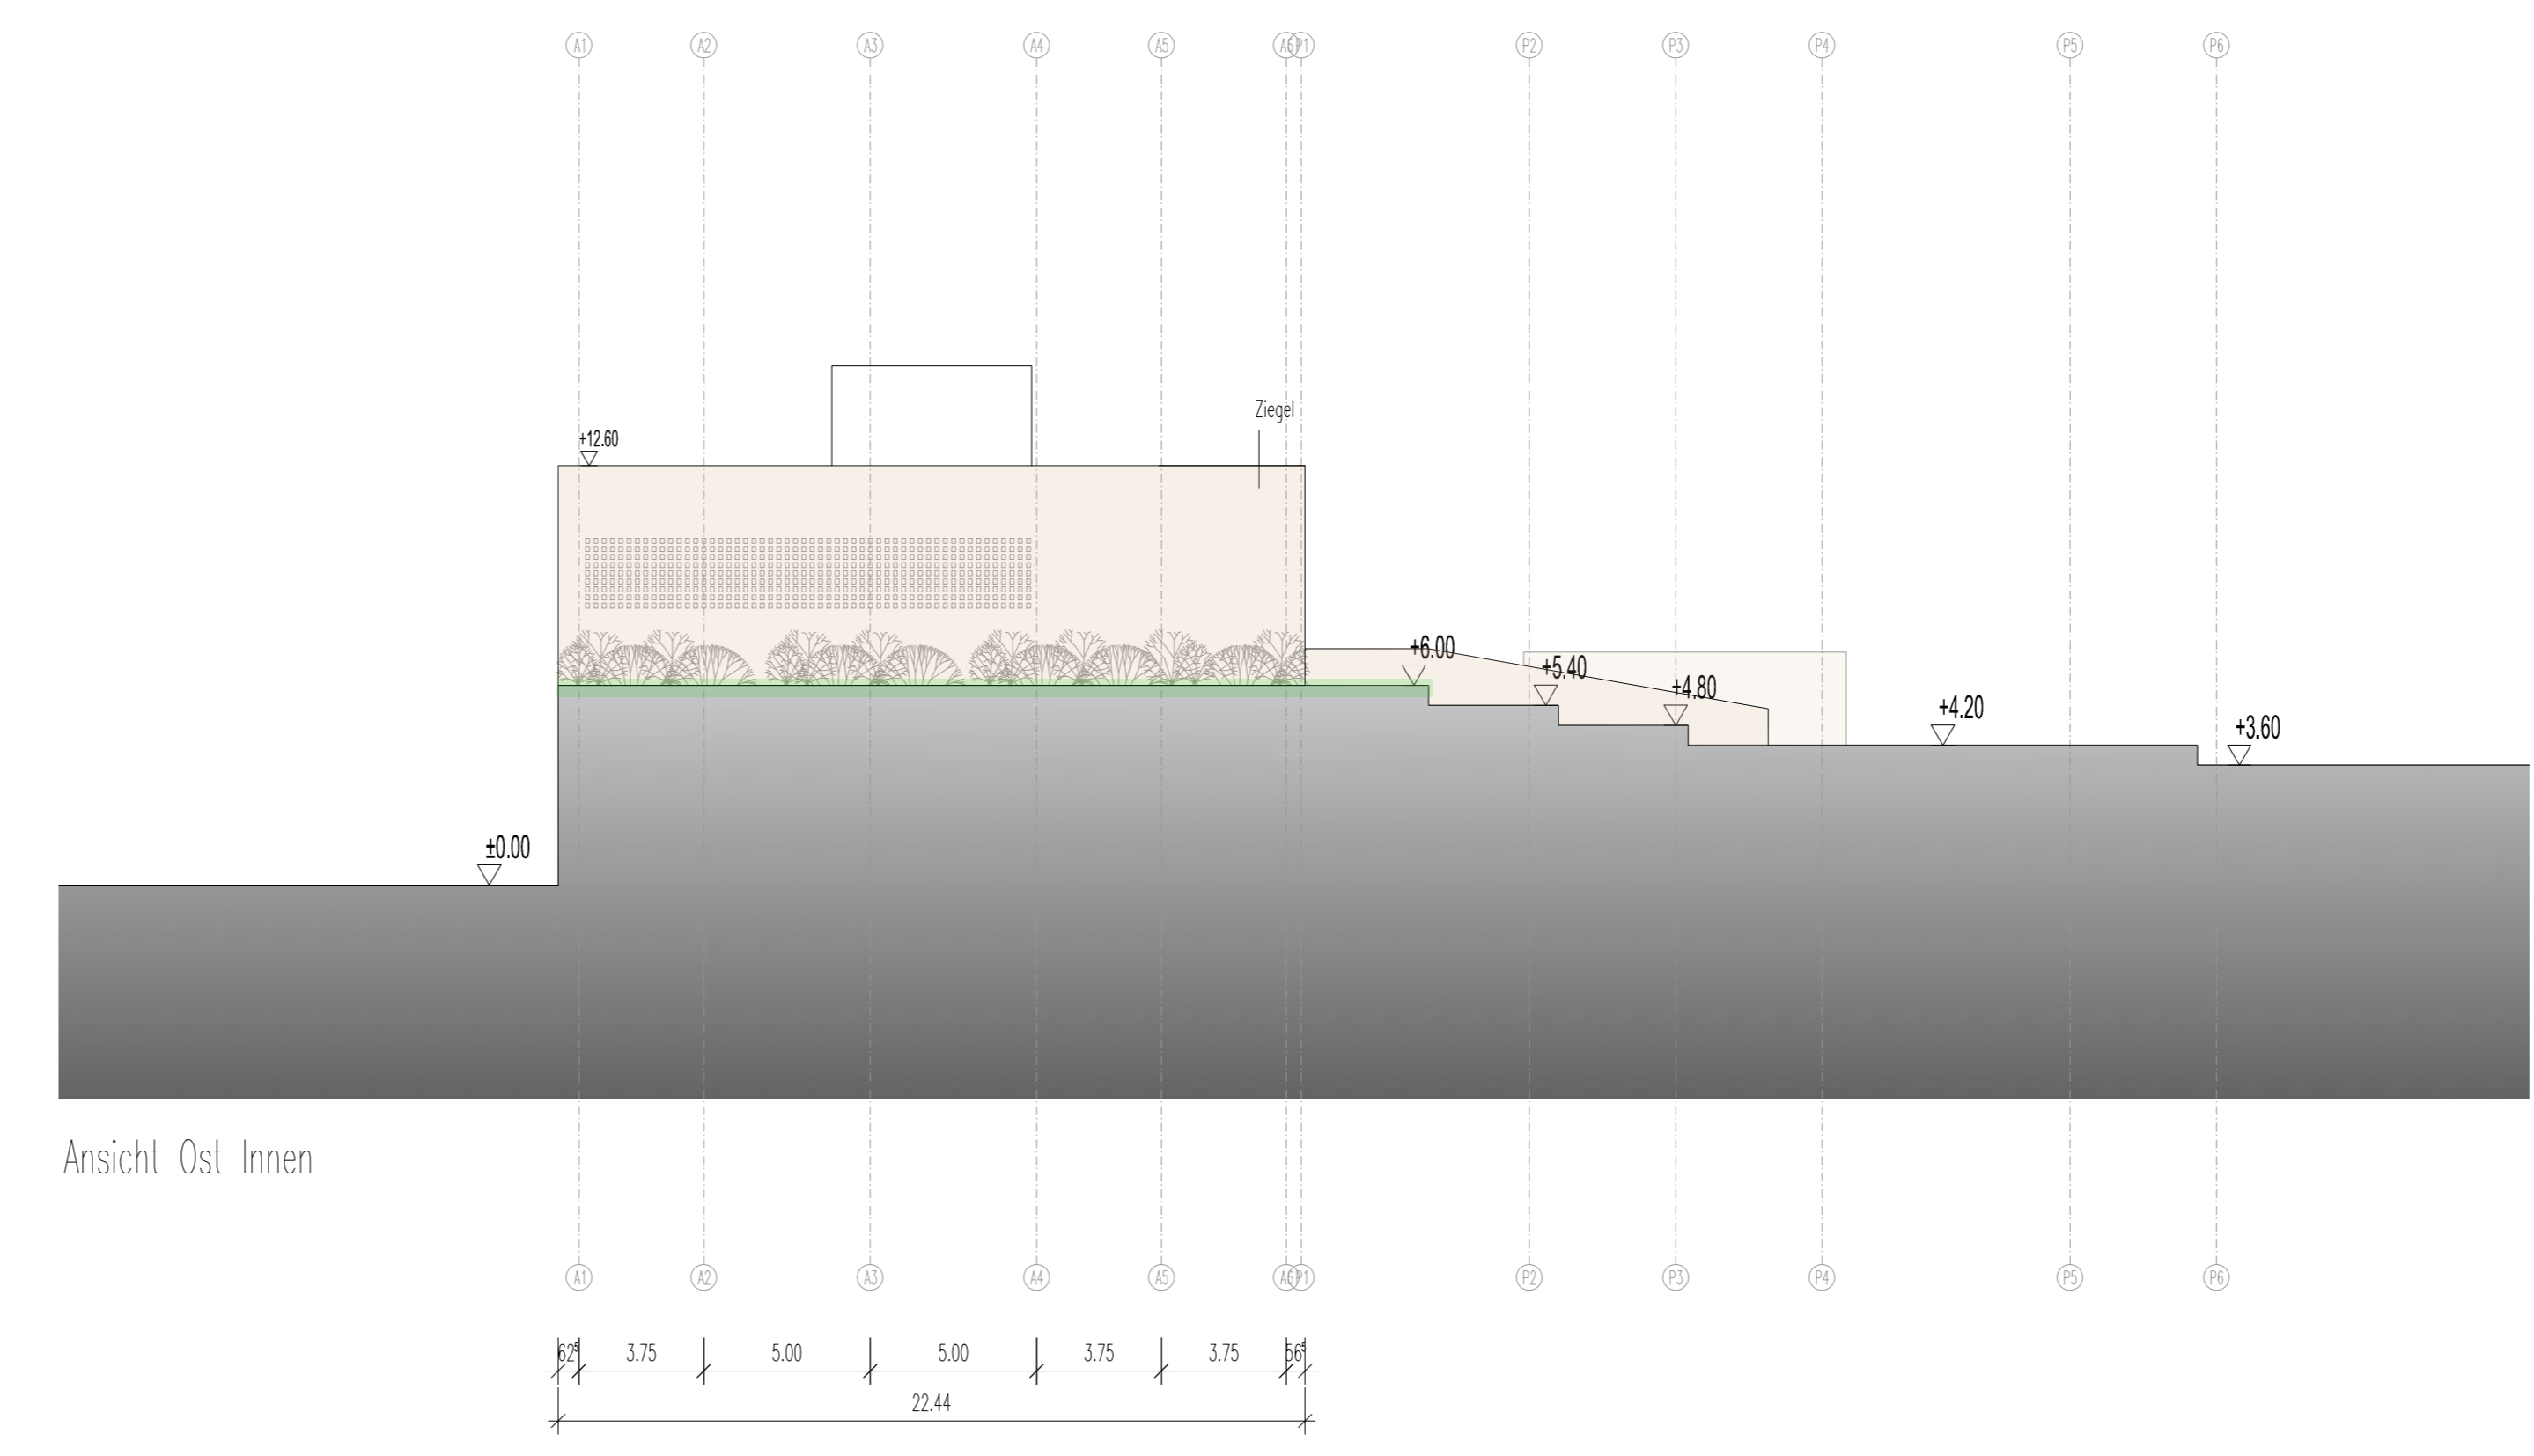 A1 A2 A3 A4 A5 A6 P1 P2 P3 P4 P5 P6
Ziegel
+12.60
+6.00
+5.40
+4.80
+4.20
+3.60
±0.00
Ansicht Ost Innen
A1 A2 A3 A4 A5 A6 P1 P2 P3 P4 P5 P6
62⁵ 3.75 5.00 5.00 3.75 3.75 56⁵
22.44